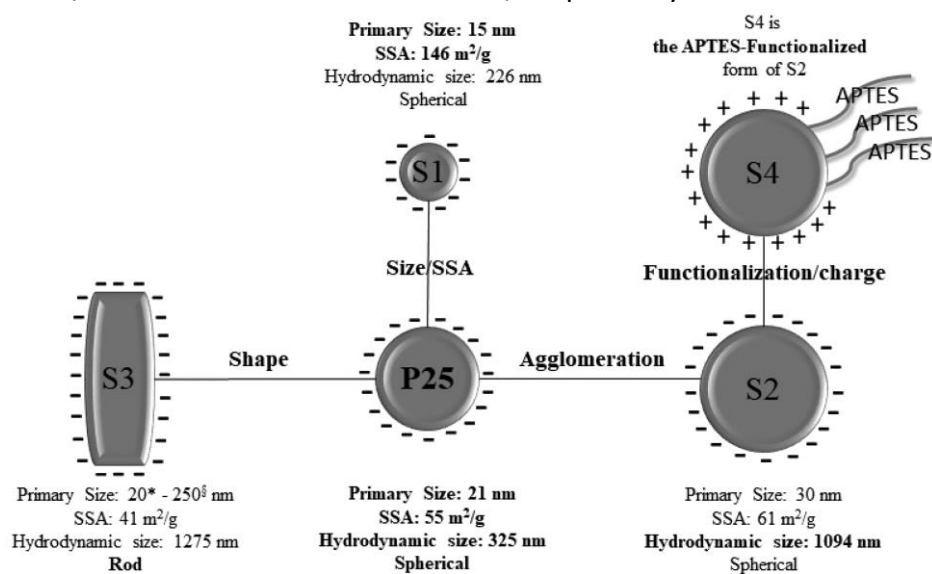 Primary Size: 15 nm
SSA: 146 m²/g
Hydrodynamic size: 226 nm
Spherical
S4 is
the APTES-Functionalized
form of S2
APTES
APTES
APTES
S1
S4
Size/SSA
Functionalization/charge
S3
Shape
P25
Agglomeration
S2
Primary Size: 20* - 250§ nm
SSA: 41 m²/g
Hydrodynamic size: 1275 nm
Rod
Primary Size: 21 nm
SSA: 55 m²/g
Hydrodynamic size: 325 nm
Spherical
Primary Size: 30 nm
SSA: 61 m²/g
Hydrodynamic size: 1094 nm
Spherical